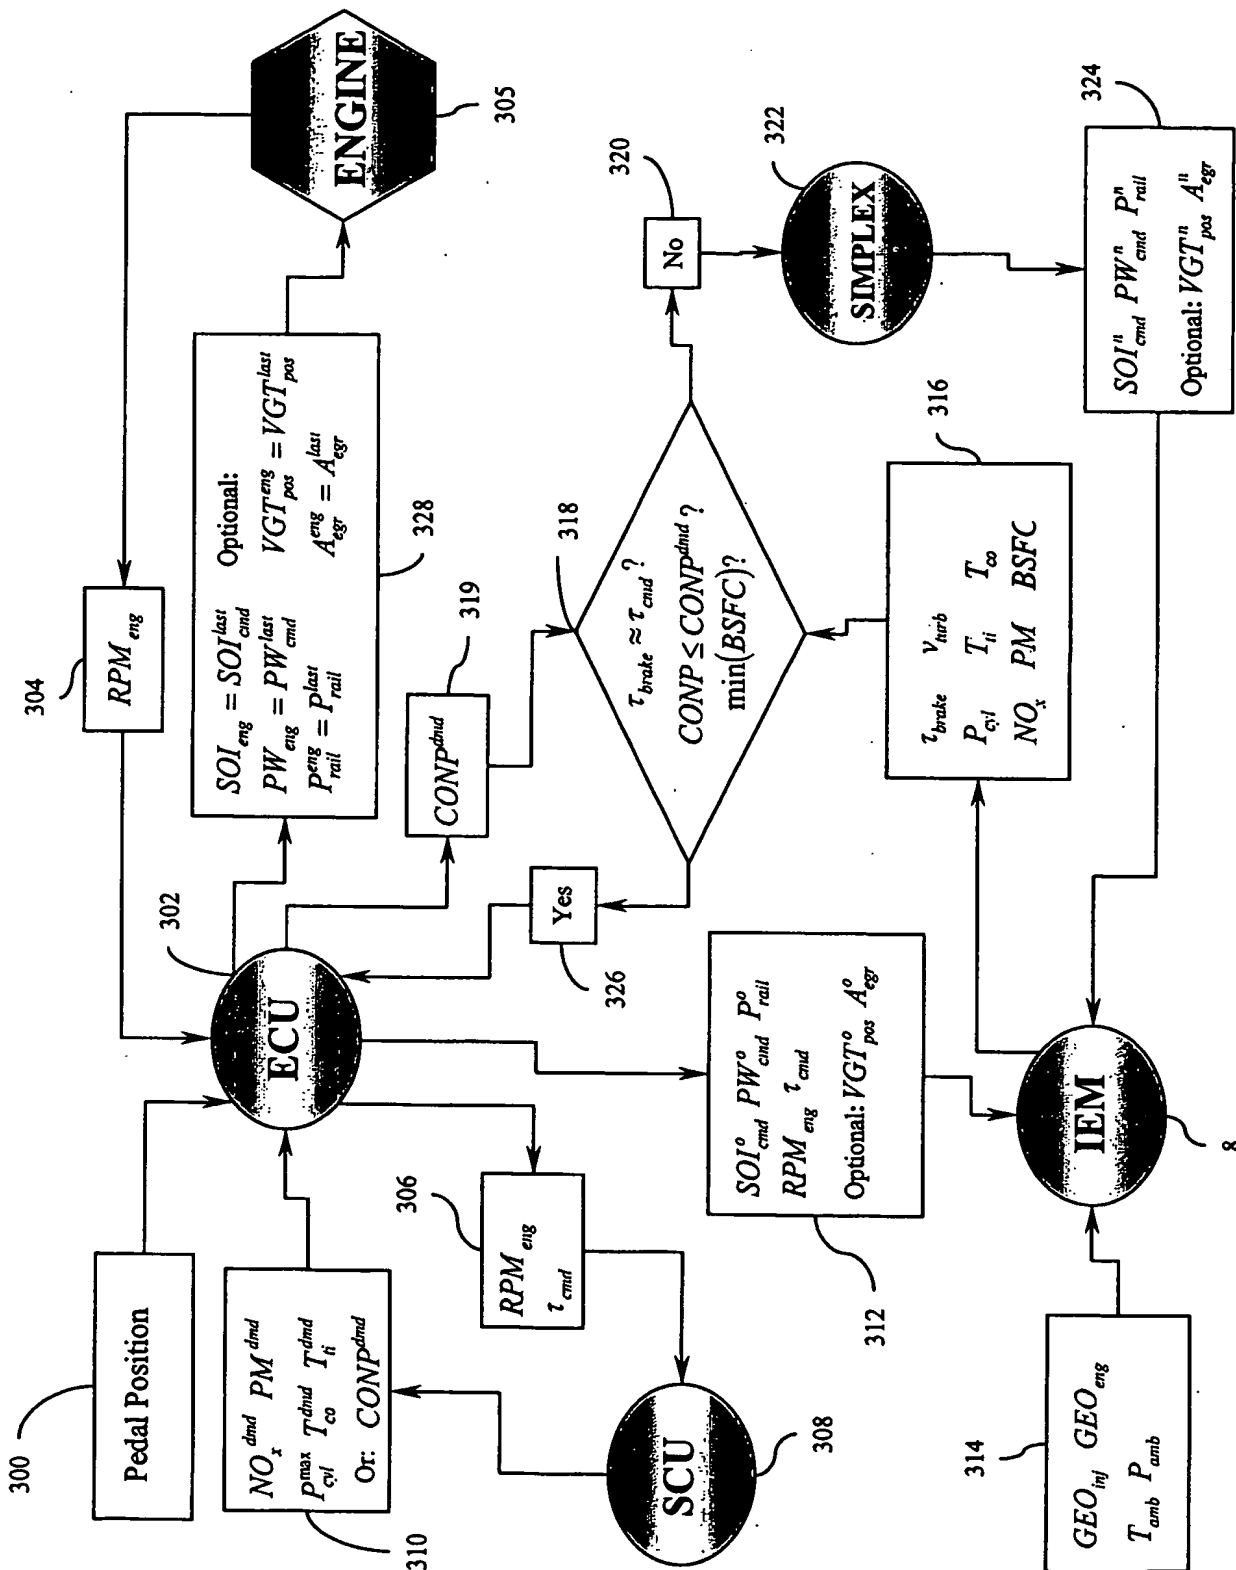 300
Pedal Position
304
RPM_eng
ENGINE
305
302
ECU
SOI_eng = SOI_cmd^last
PW_eng = PW_cmd^last
P_rail^eng = P_rail^last
Optional:
VGT_pos^eng = VGT_pos^last
A_egr^eng = A_egr^last
328
NO_x^dmd PM^dmd
P_cyl^max T_co^dmd T_ti^dmd
Or: CONP^dmd
310
306
RPM_eng
τ_cmd
SCU
308
319
CONP^dmd
318
τ_brake ≈ τ_cmd?
CONP ≤ CONP^dmd?
min(BSFC)?
Yes
326
320
No
322
SIMPLEX
SOI_cmd^o PW_cmd^o P_rail^o
RPM_eng τ_cmd
Optional: VGT_pos^o A_egr^o
312
316
τ_brake v_turb
P_cyl T_ti T_co
NO_x PM BSFC
324
SOI_cmd^n PW_cmd^n P_rail^n
Optional: VGT_pos^n A_egr^n
314
GEO_inj GEO_eng
T_amb P_amb
IEM
8